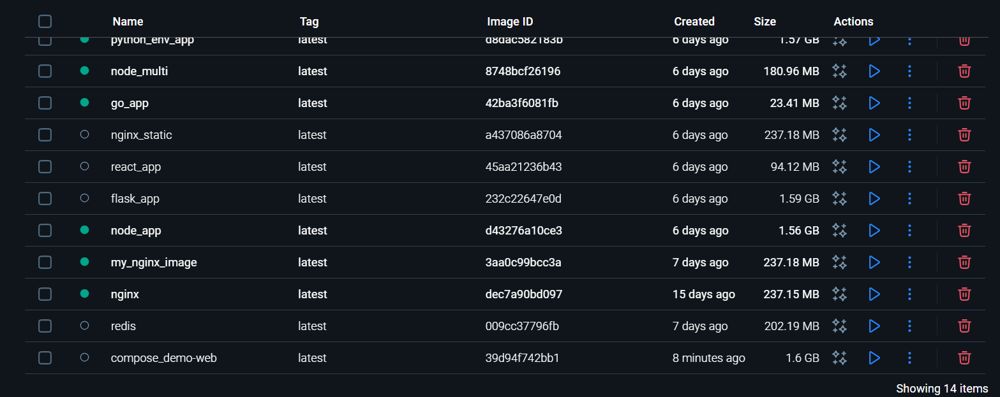 Name Tag Image ID Created Size Actions
python_env_app latest d8dac582183b 6 days ago 1.57 GB
node_multi latest 8748bcf26196 6 days ago 180.96 MB
go_app latest 42ba3f6081fb 6 days ago 23.41 MB
nginx_static latest a437086a8704 6 days ago 237.18 MB
react_app latest 45aa21236b43 6 days ago 94.12 MB
flask_app latest 232c22647e0d 6 days ago 1.59 GB
node_app latest d43276a10ce3 6 days ago 1.56 GB
my_nginx_image latest 3aa0c99bcc3a 7 days ago 237.18 MB
nginx latest dec7a90bd097 15 days ago 237.15 MB
redis latest 009cc37796fb 7 days ago 202.19 MB
compose_demo-web latest 39d94f742bb1 8 minutes ago 1.6 GB
Showing 14 items